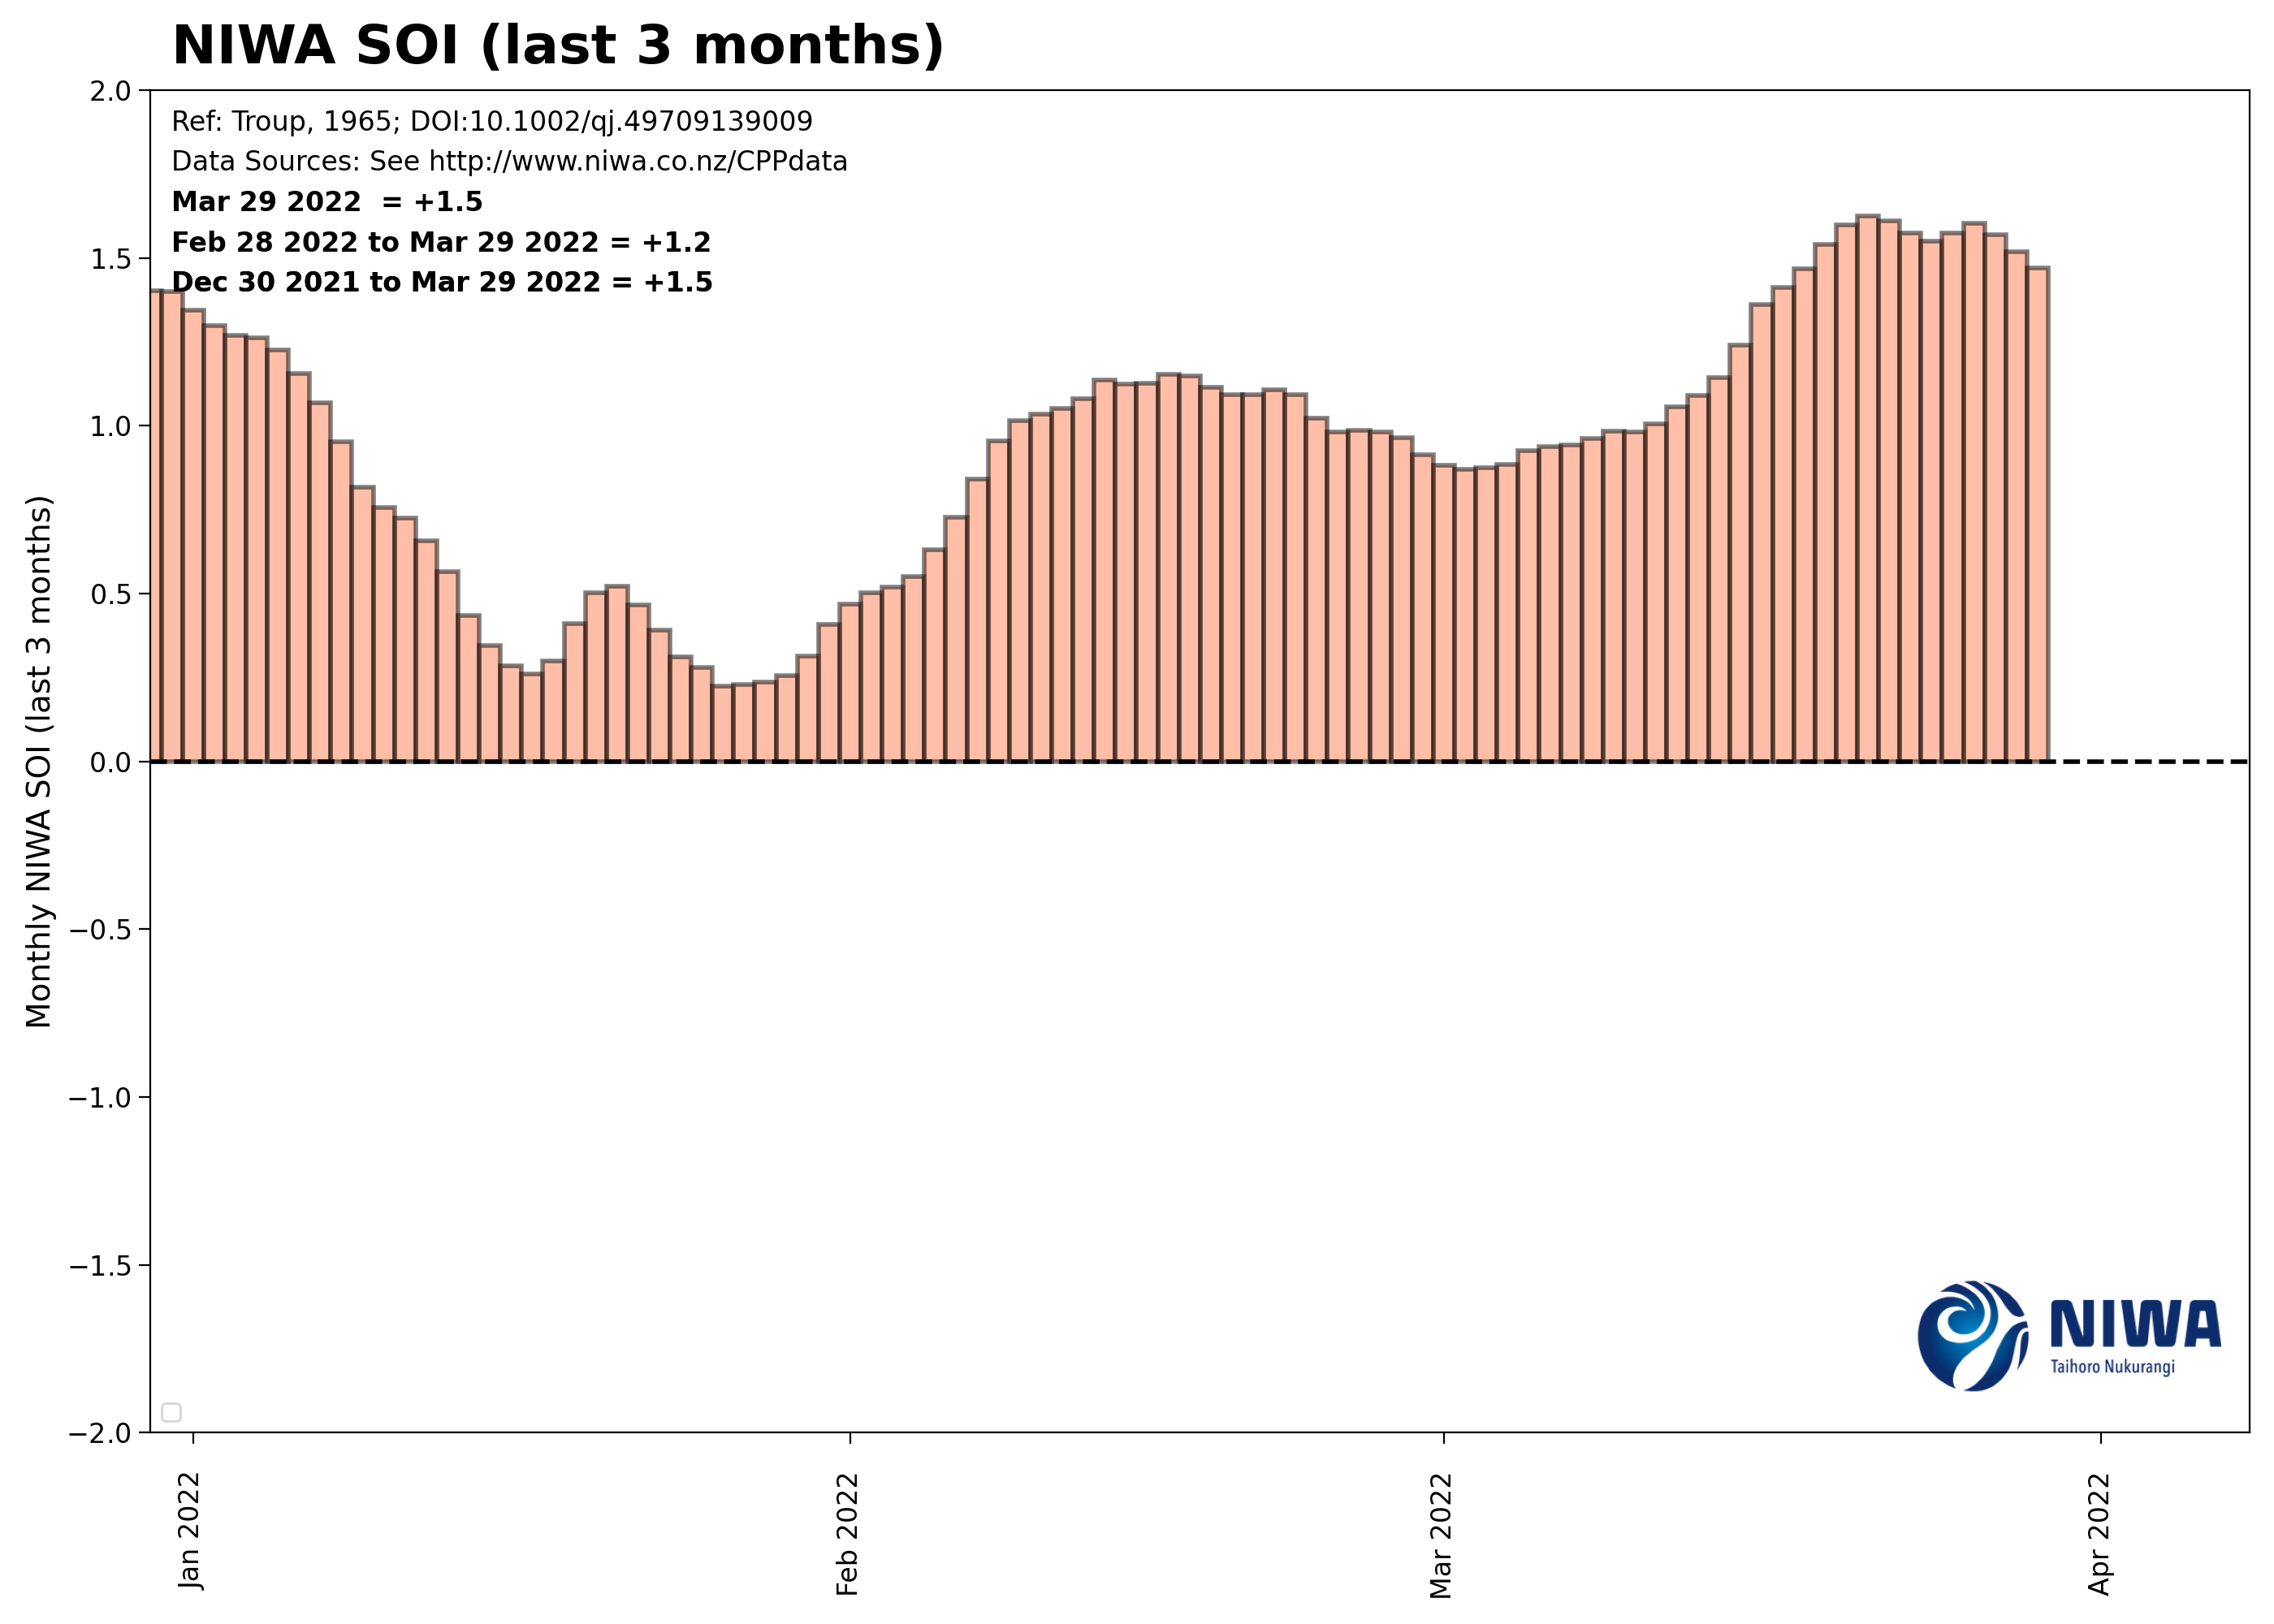 NIWA SOI (last 3 months)
Ref: Troup, 1965; DOI:10.1002/qj.49709139009
Data Sources: See http://www.niwa.co.nz/CPPdata
Mar 29 2022  = +1.5
Feb 28 2022 to Mar 29 2022 = +1.2
Dec 30 2021 to Mar 29 2022 = +1.5
Monthly NIWA SOI (last 3 months)
2.0
1.5
1.0
0.5
0.0
−0.5
−1.0
−1.5
−2.0
NIWA
Taihoro Nukurangi
Jan 2022
Feb 2022
Mar 2022
Apr 2022